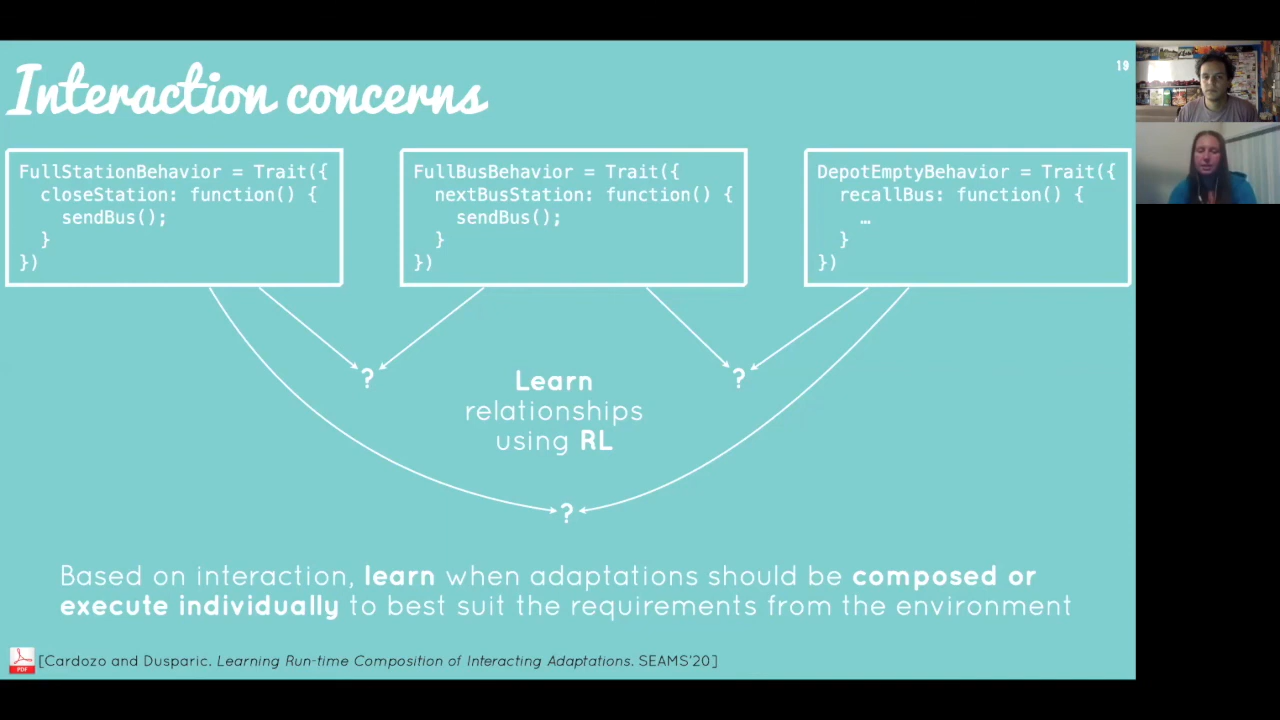 Interaction concerns
19
FullStationBehavior = Trait({
closeStation: function() {
sendBus();
}
})
FullBusBehavior = Trait({
nextBusStation: function() {
sendBus();
}
})
DepotEmptyBehavior = Trait({
recallBus: function() {
…
}
})
?
?
Learn
relationships
using RL
?
Based on interaction, learn when adaptations should be composed or
execute individually to best suit the requirements from the environment
PDF
[Cardozo and Dusparic. Learning Run-time Composition of Interacting Adaptations. SEAMS'20]